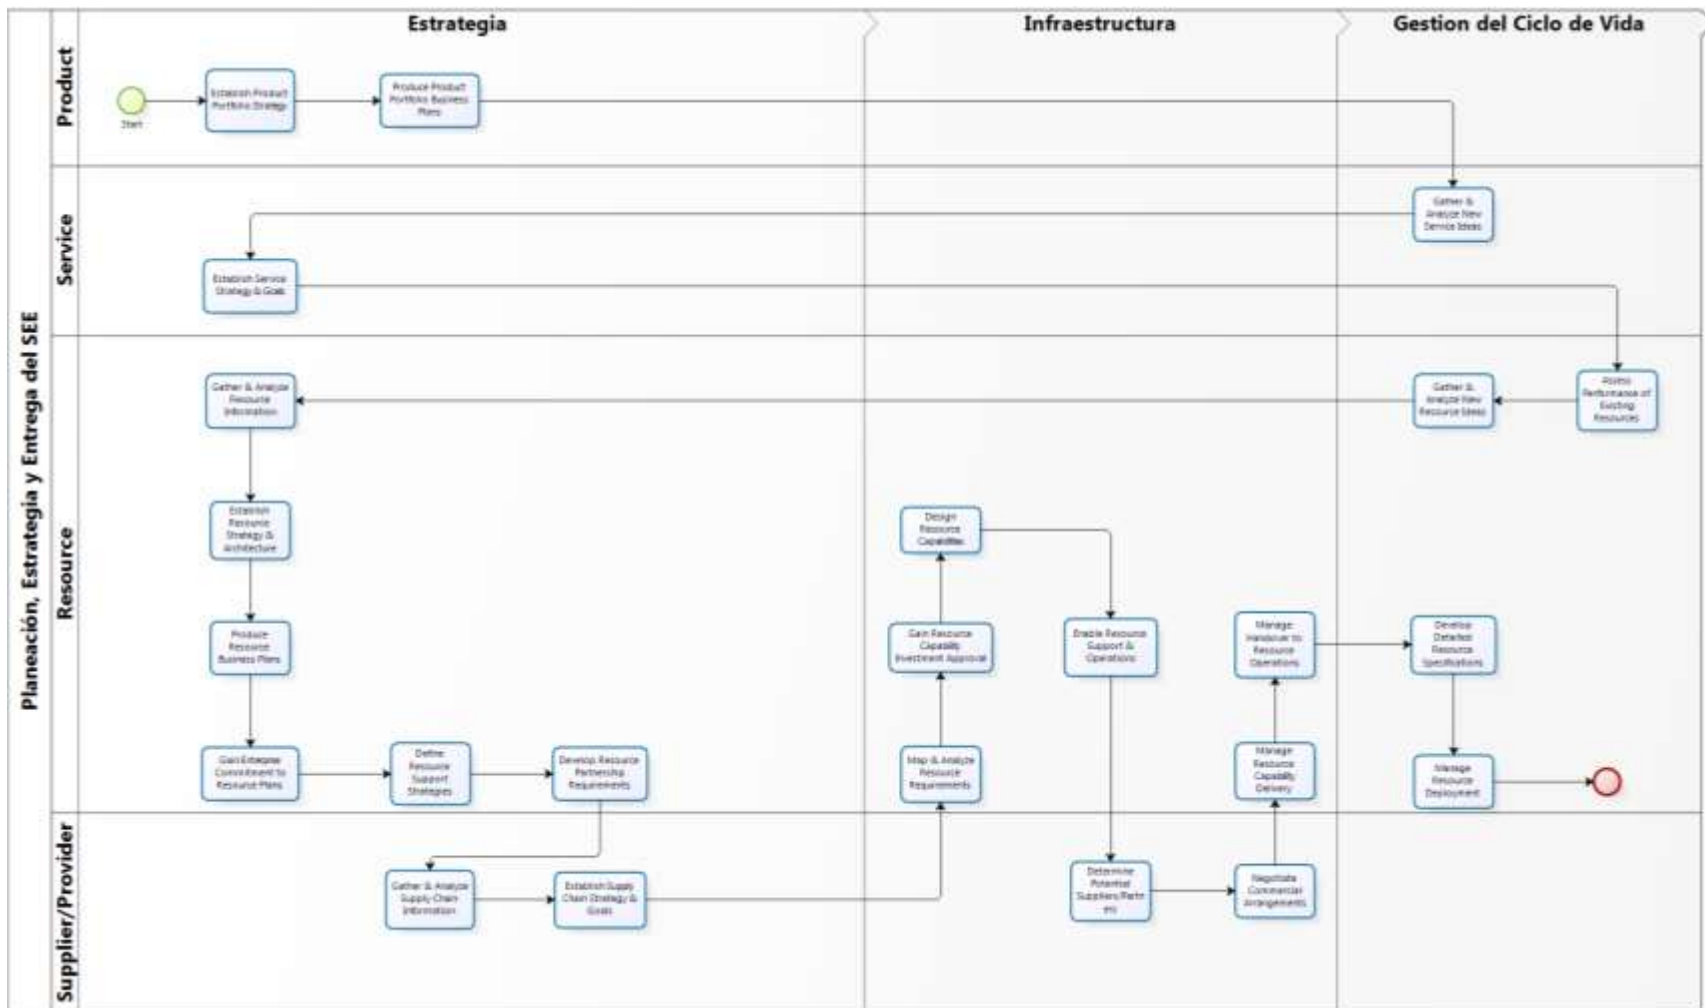 Estrategia
Infraestructura
Gestion del Ciclo de Vida
Planeación, Estrategia y Entrega del SEE
Product
Start
Establish Product
Portfolio Strategy
Produce Product
Portfolio Business
Plans
Service
Gather &
Analyze New
Service Ideas
Establish Service
Strategy & Goals
Resource
Gather & Analyze
Resource
Information
Gather &
Analyze New
Resource Ideas
Assess
Performance of
Existing
Resources
Establish
Resource
Strategy &
Architecture
Design
Resource
Capabilities
Produce
Resource
Business Plans
Gain Resource
Capability
Investment Approval
Enable Resource
Support &
Operations
Manage
Handover to
Resource
Operations
Develop
Detailed
Resource
Specifications
Gain Enterprise
Commitment to
Resource Plans
Define
Resource
Support
Strategies
Develop Resource
Partnership
Requirements
Map & Analyze
Resource
Requirements
Manage
Resource
Capability
Delivery
Manage
Resource
Deployment
Supplier/Provider
Gather & Analyze
Supply Chain
Information
Establish Supply
Chain Strategy &
Goals
Determine
Potential
Suppliers/Partn
ers
Negotiate
Commercial
Arrangements